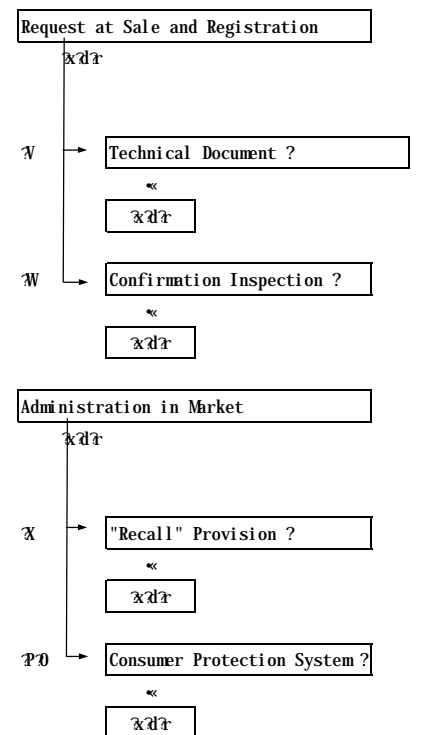 Request at Sale and Registration
?x?d?r
?V
Technical Document ?
•«
?x?d?r
?W
Confirmation Inspection ?
•«
?x?d?r
Administration in Market
?x?d?r
?X
"Recall" Provision ?
•«
?x?d?r
?P?O
Consumer Protection System ?
•«
?x?d?r